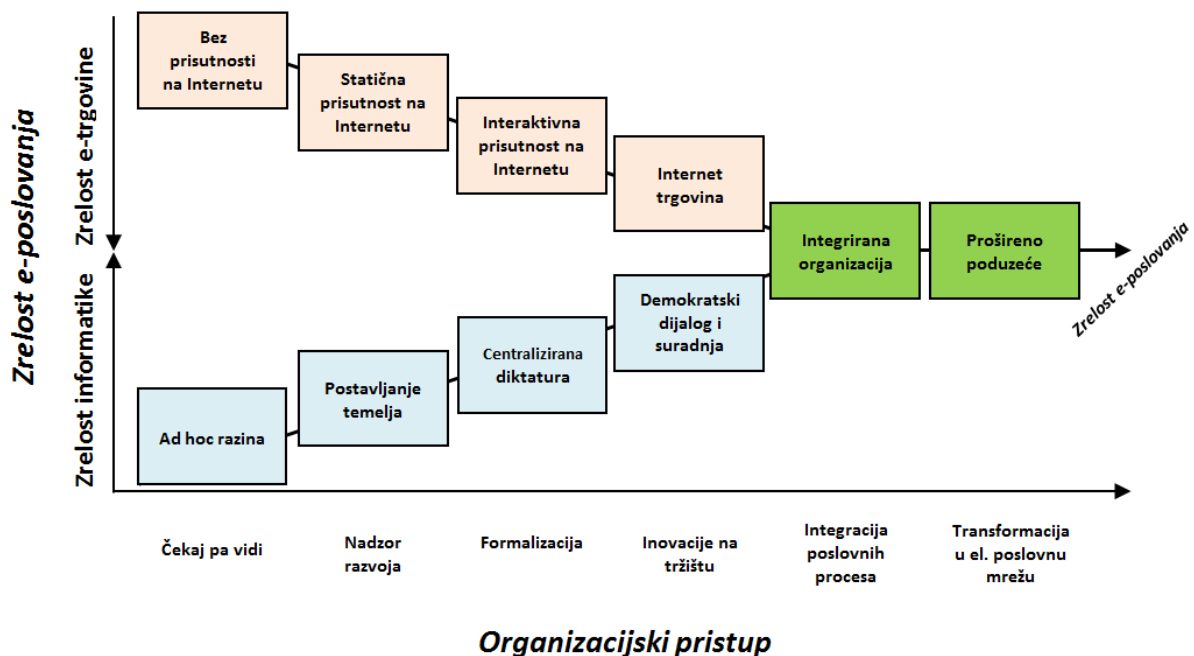 Zrelost e-poslovanja
Zrelost e-trgovine
Zrelost informatike
Bez
prisutnosti
na Internetu
Statična
prisutnost na
Internetu
Interaktivna
prisutnost na
Internetu
Internet
trgovina
Integrirana
organizacija
Prošireno
poduzeće
Zrelost e-poslovanja
Ad hoc razina
Postavljanje
temelja
Centralizirana
diktatura
Demokratski
dijalog i
suradnja
Čekaj pa vidi
Nadzor
razvoja
Formalizacija
Inovacije na
tržištu
Integracija
poslovnih
procesa
Transformacija
u el. poslovnu
mrežu
Organizacijski pristup